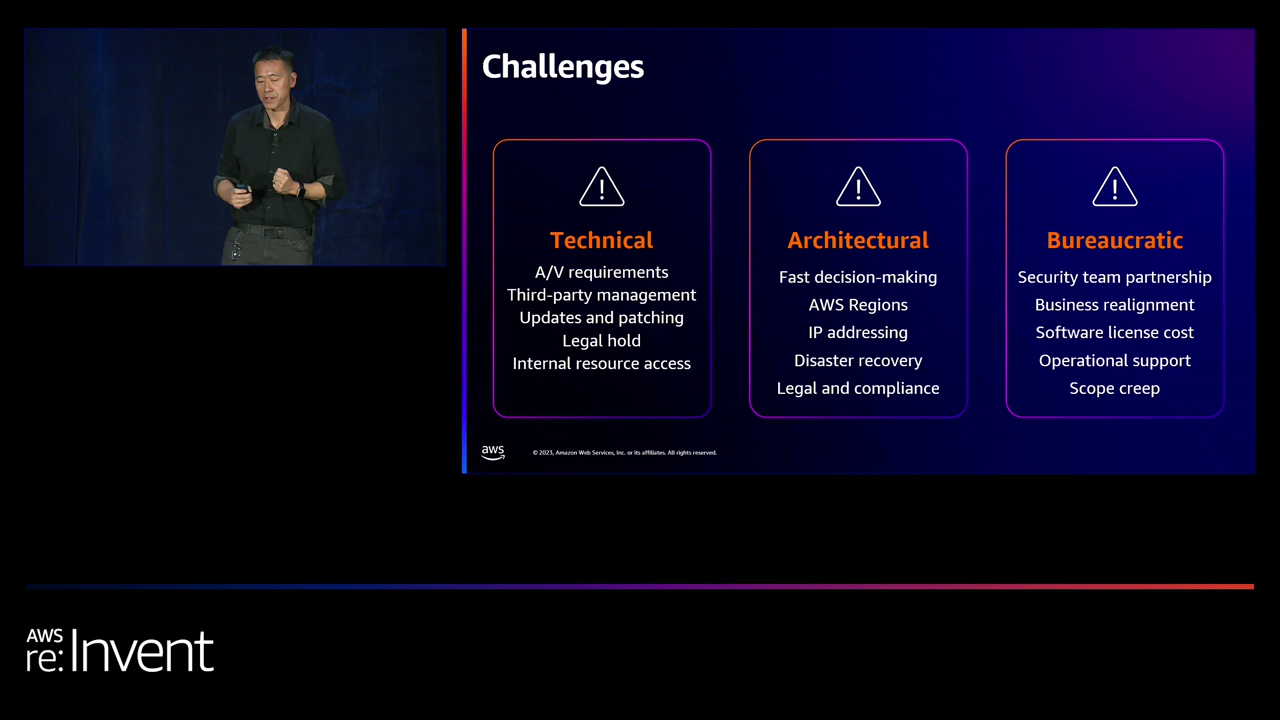 Challenges
Technical
A/V requirements
Third-party management
Updates and patching
Legal hold
Internal resource access
Architectural
Fast decision-making
AWS Regions
IP addressing
Disaster recovery
Legal and compliance
Bureaucratic
Security team partnership
Business realignment
Software license cost
Operational support
Scope creep
aws
© 2023, Amazon Web Services, Inc. or its affiliates. All rights reserved.
AWS
re:Invent